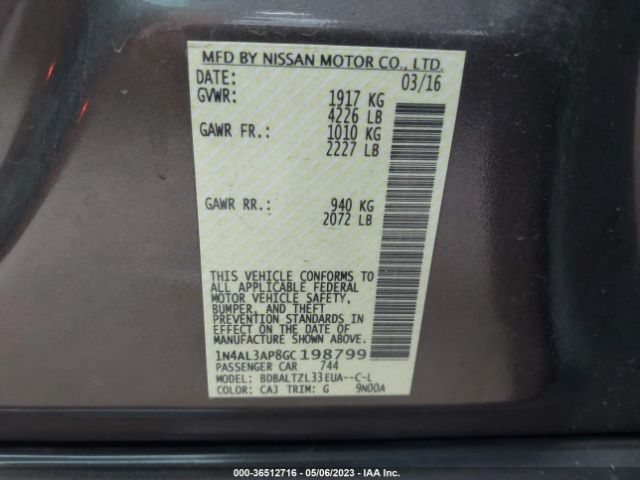 MFD BY NISSAN MOTOR CO., LTD.
DATE: 03/16
GVWR: 1917 KG
4226 LB
GAWR FR.: 1010 KG
2227 LB
GAWR RR.: 940 KG
2072 LB
THIS VEHICLE CONFORMS TO
ALL APPLICABLE FEDERAL
MOTOR VEHICLE SAFETY,
BUMPER, AND THEFT
PREVENTION STANDARDS IN
EFFECT ON THE DATE OF
MANUFACTURE SHOWN ABOVE.
1N4AL3AP8GC198799
PASSENGER CAR 744
MODEL: BDBALTZL33EUA--C-L
COLOR: CAJ TRIM: G 9N00A
000-36512716 - 05/06/2023 - IAAI.COM